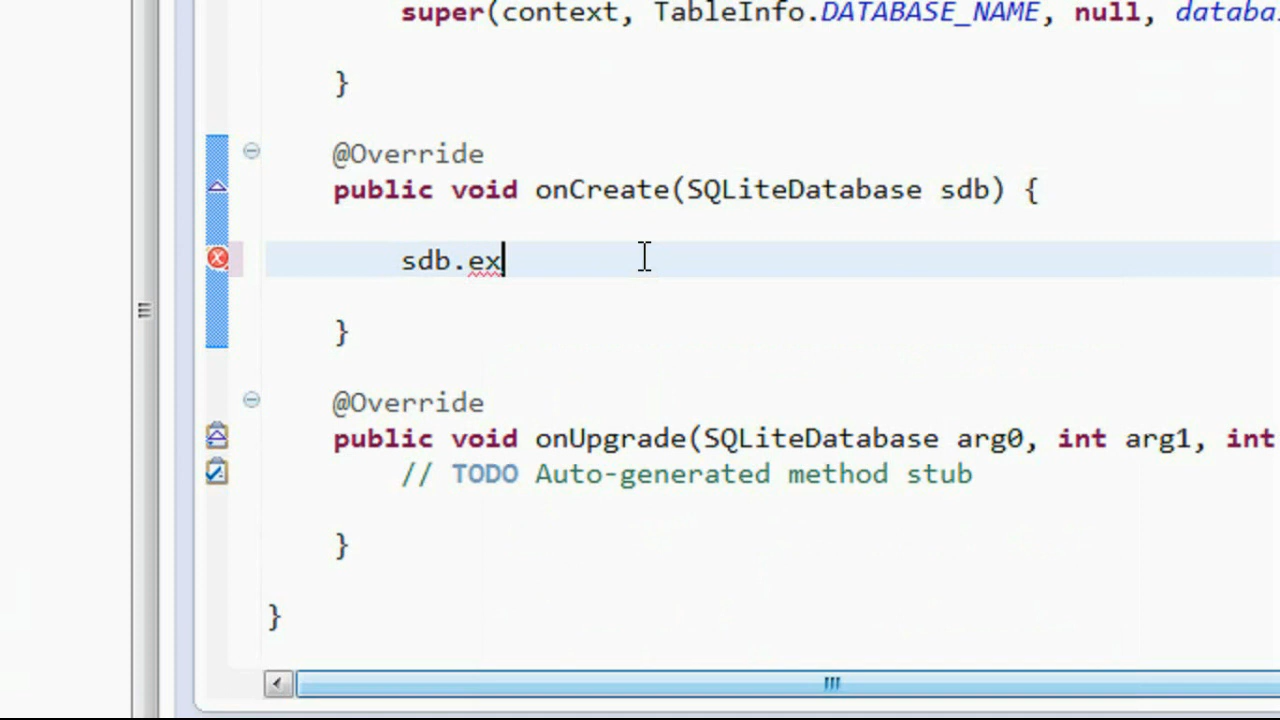 super(context, TableInfo.DATABASE_NAME, null, databa
}
@Override
public void onCreate(SQLiteDatabase sdb) {
sdb.ex
}
@Override
public void onUpgrade(SQLiteDatabase arg0, int arg1, int
// TODO Auto-generated method stub
}
}